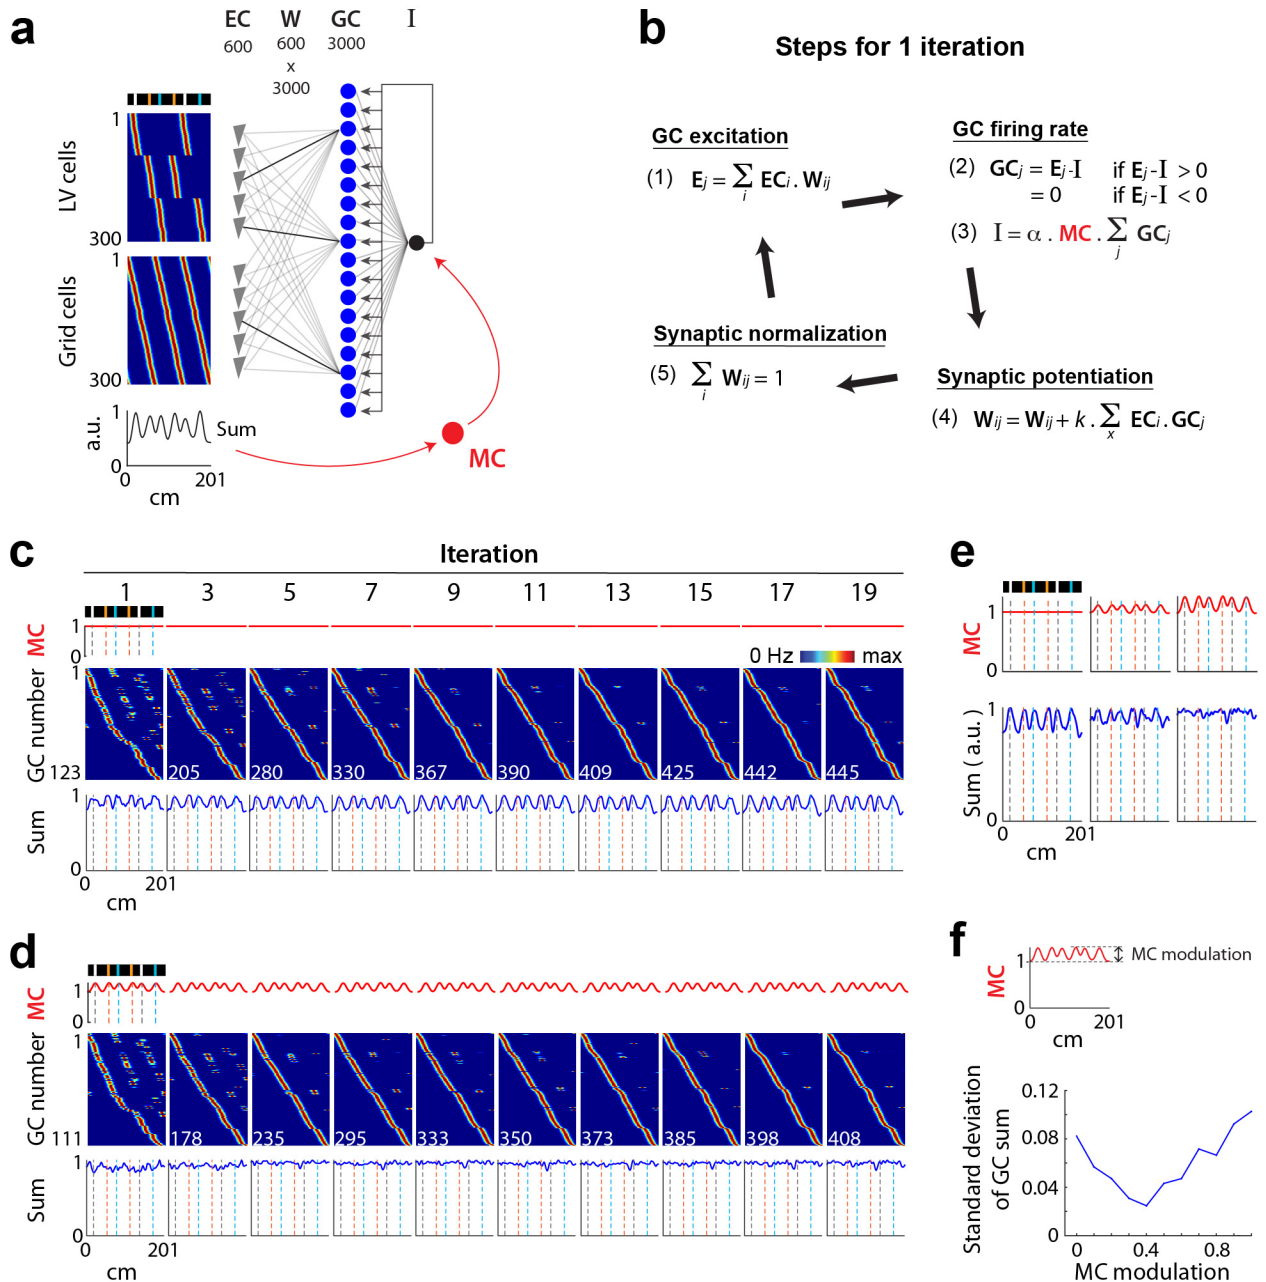 a
EC W GC I
600 600 3000
x
3000
1
LV cells
300
1
Grid cells
300
1
a.u.
Sum
0
0 201
cm
MC
b
Steps for 1 iteration
GC excitation
(1) Ej = ∑i ECi . Wij
GC firing rate
(2) GCj = Ej-I if Ej-I > 0
= 0 if Ej-I < 0
(3) I = α . MC . ∑j GCj
Synaptic normalization
(5) ∑i Wij = 1
Synaptic potentiation
(4) Wij = Wij + k . ∑x ECi . GCj
c
Iteration
1 3 5 7 9 11 13 15 17 19
MC
1
0
0 Hz max
GC number
1
123 205 280 330 367 390 409 425 442 445
Sum
1
0
0 201
cm
d
MC
1
0
GC number
1
111 178 235 295 333 350 373 385 398 408
Sum
1
0
0 201
cm
e
MC
1
0
Sum ( a.u. )
1
0
0 201
cm
f
MC
1
MC modulation
0
0 201
cm
Standard deviation
of GC sum
0.12
0.08
0.04
0
0 0.4 0.8
MC modulation